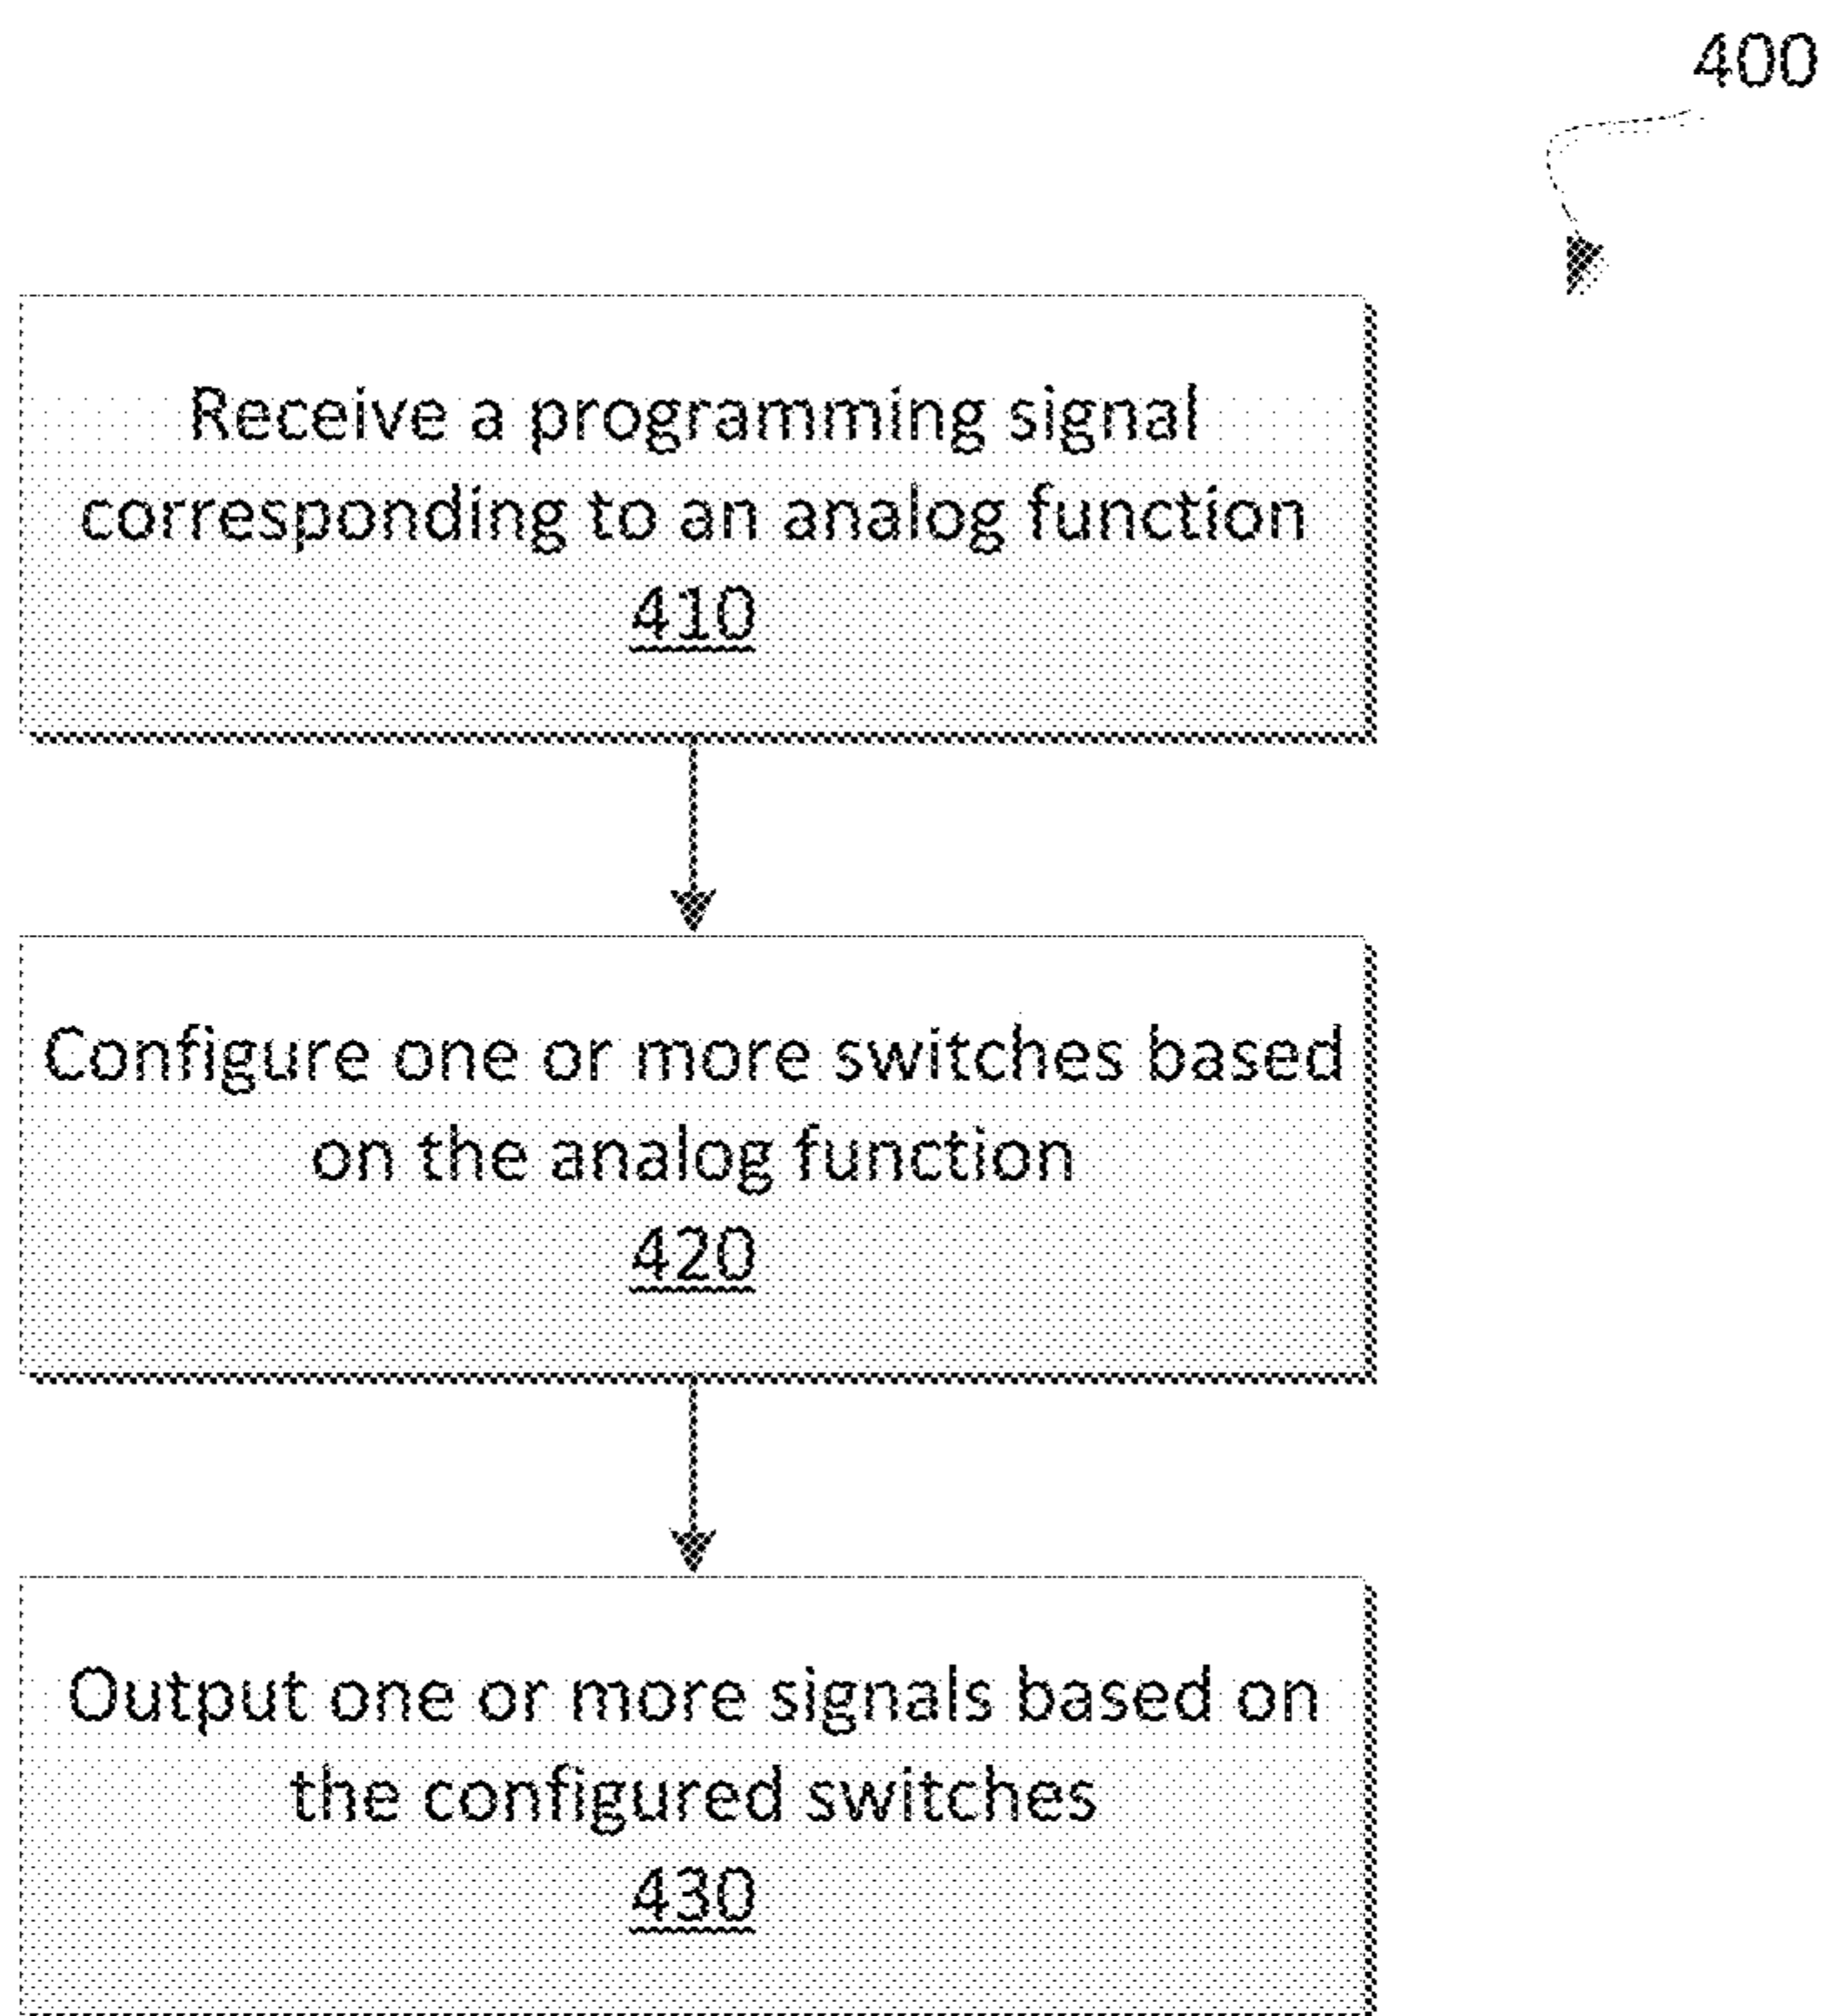 400
Receive a programming signal
corresponding to an analog function
410
Configure one or more switches based
on the analog function
420
Output one or more signals based on
the configured switches
430